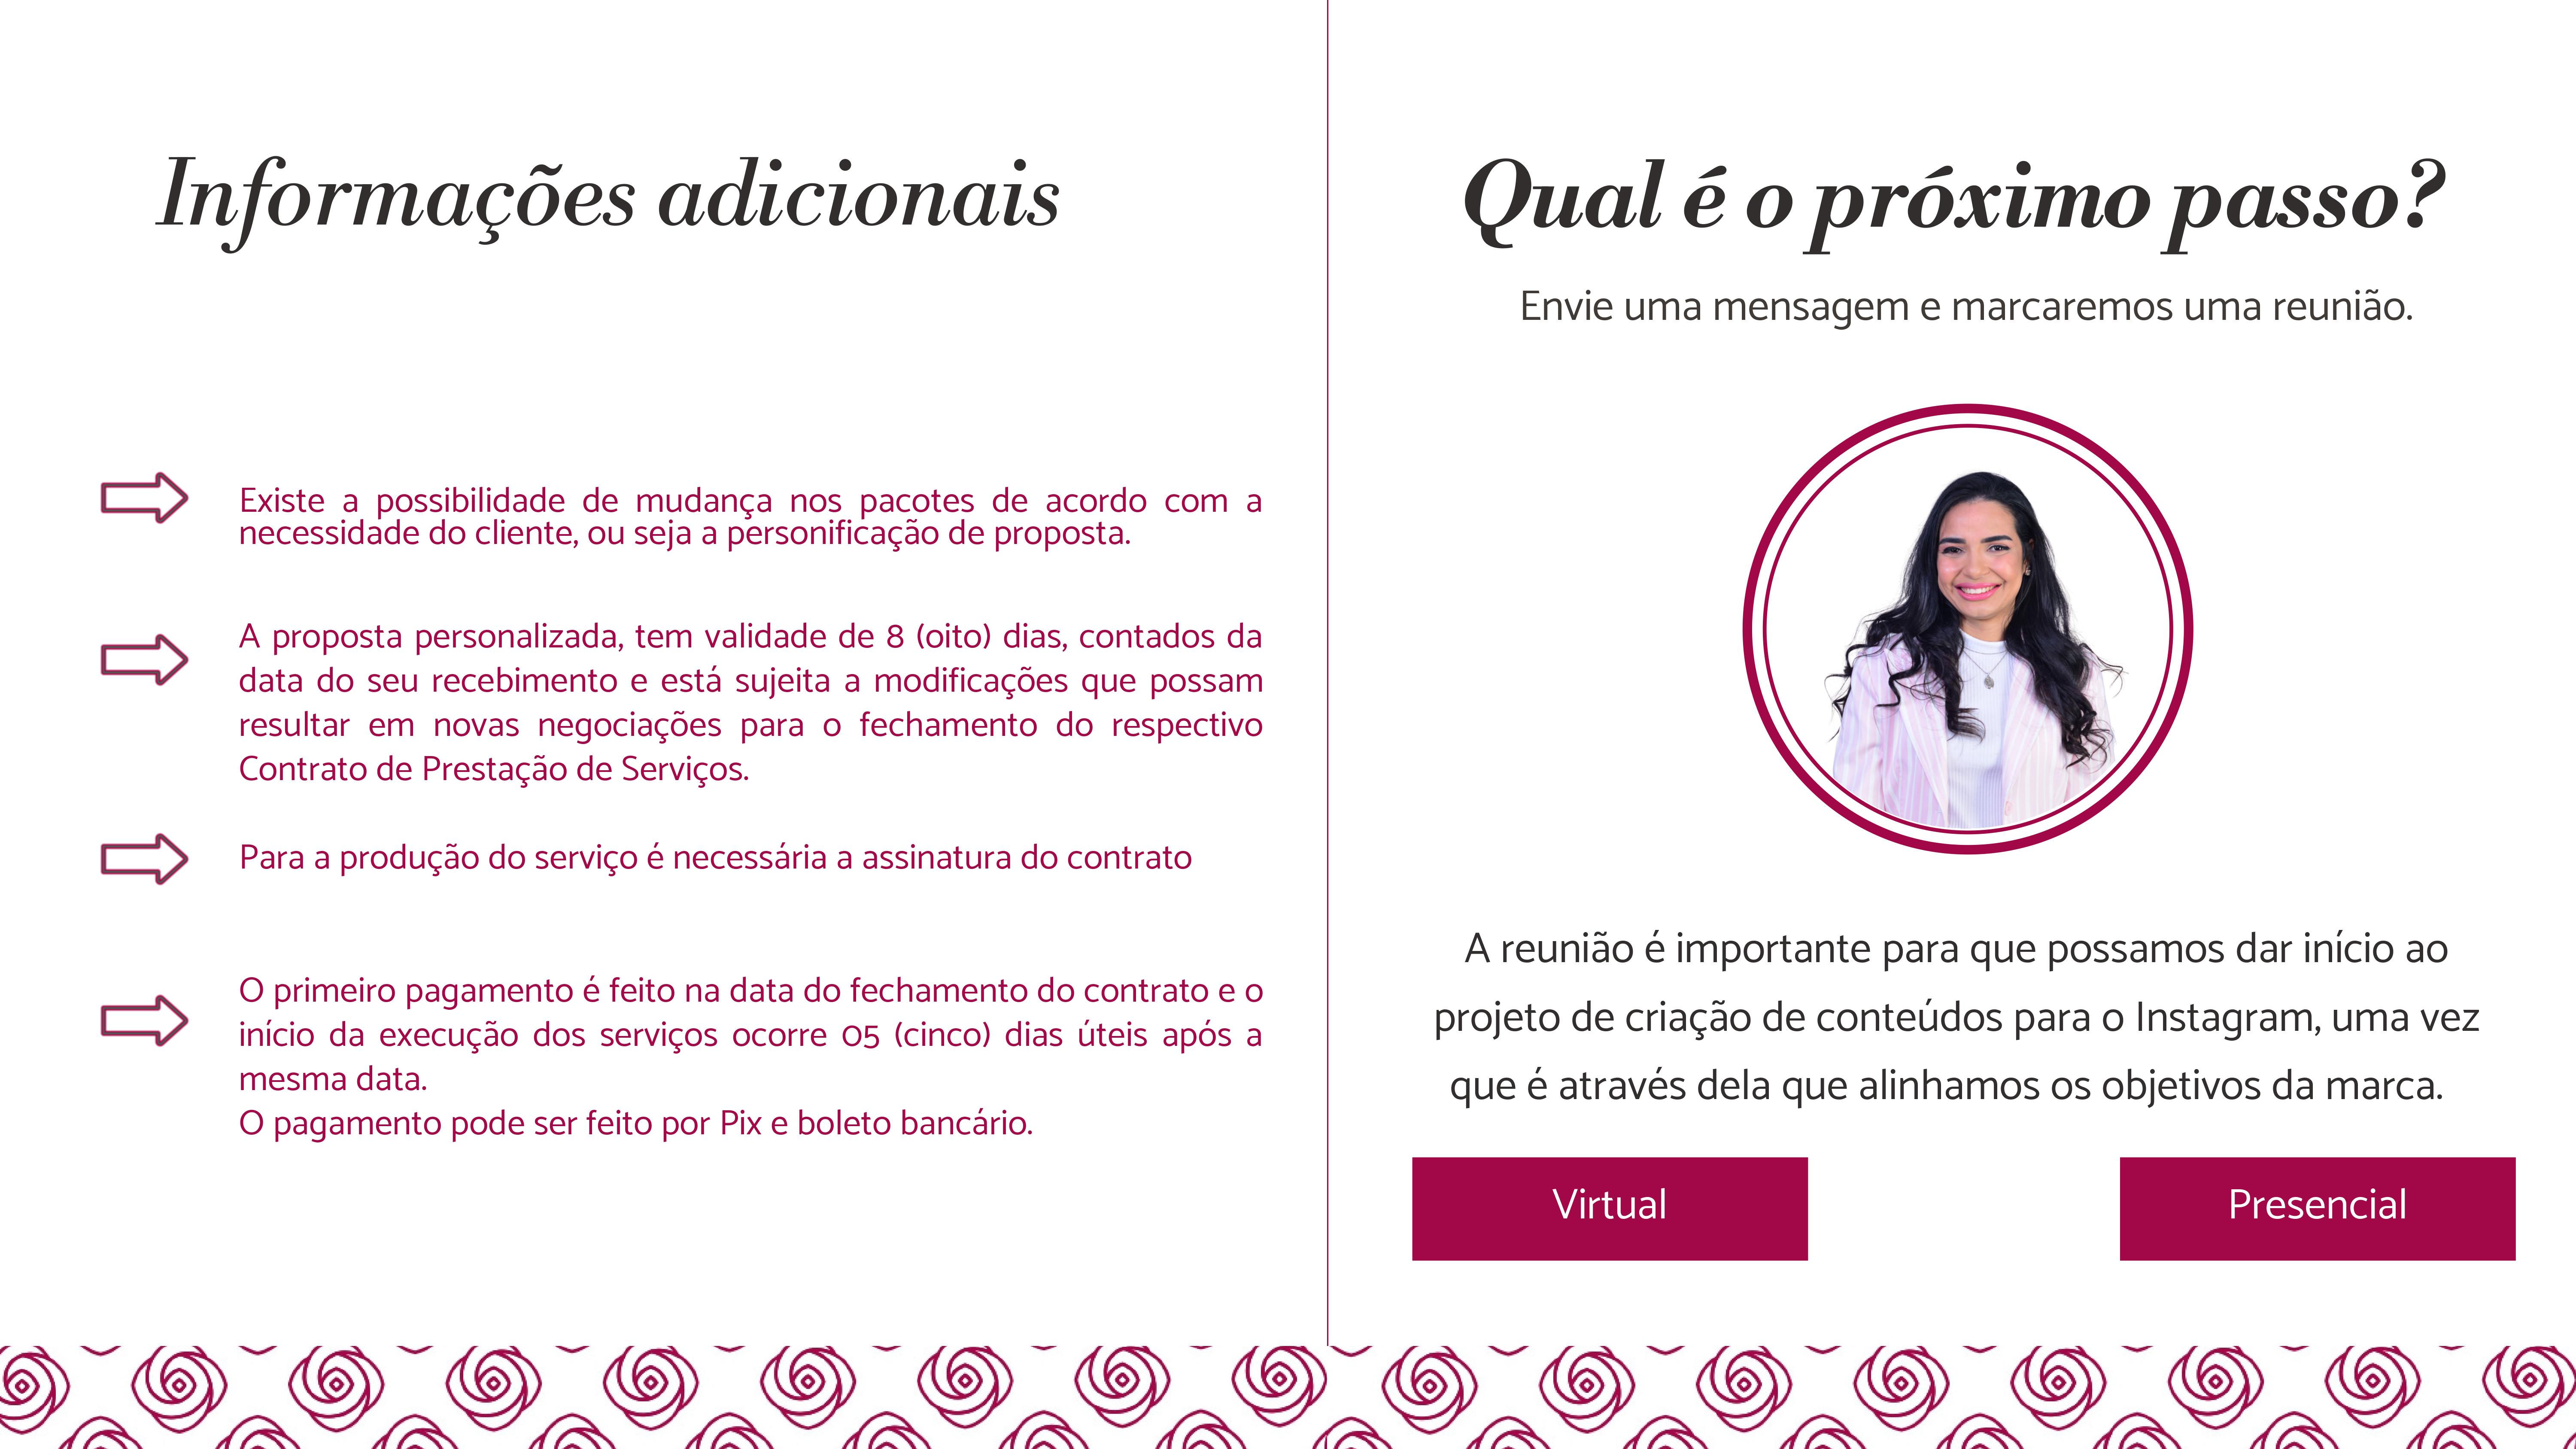 Informações adicionais
Existe a possibilidade de mudança nos pacotes de acordo com a
necessidade do cliente, ou seja a personificação de proposta.
A proposta personalizada, tem validade de 8 (oito) dias, contados da
data do seu recebimento e está sujeita a modificações que possam
resultar em novas negociações para o fechamento do respectivo
Contrato de Prestação de Serviços.
Para a produção do serviço é necessária a assinatura do contrato
O primeiro pagamento é feito na data do fechamento do contrato e o
início da execução dos serviços ocorre 05 (cinco) dias úteis após a
mesma data.
O pagamento pode ser feito por Pix e boleto bancário.
Qual é o próximo passo?
Envie uma mensagem e marcaremos uma reunião.
A reunião é importante para que possamos dar início ao
projeto de criação de conteúdos para o Instagram, uma vez
que é através dela que alinhamos os objetivos da marca.
Virtual
Presencial